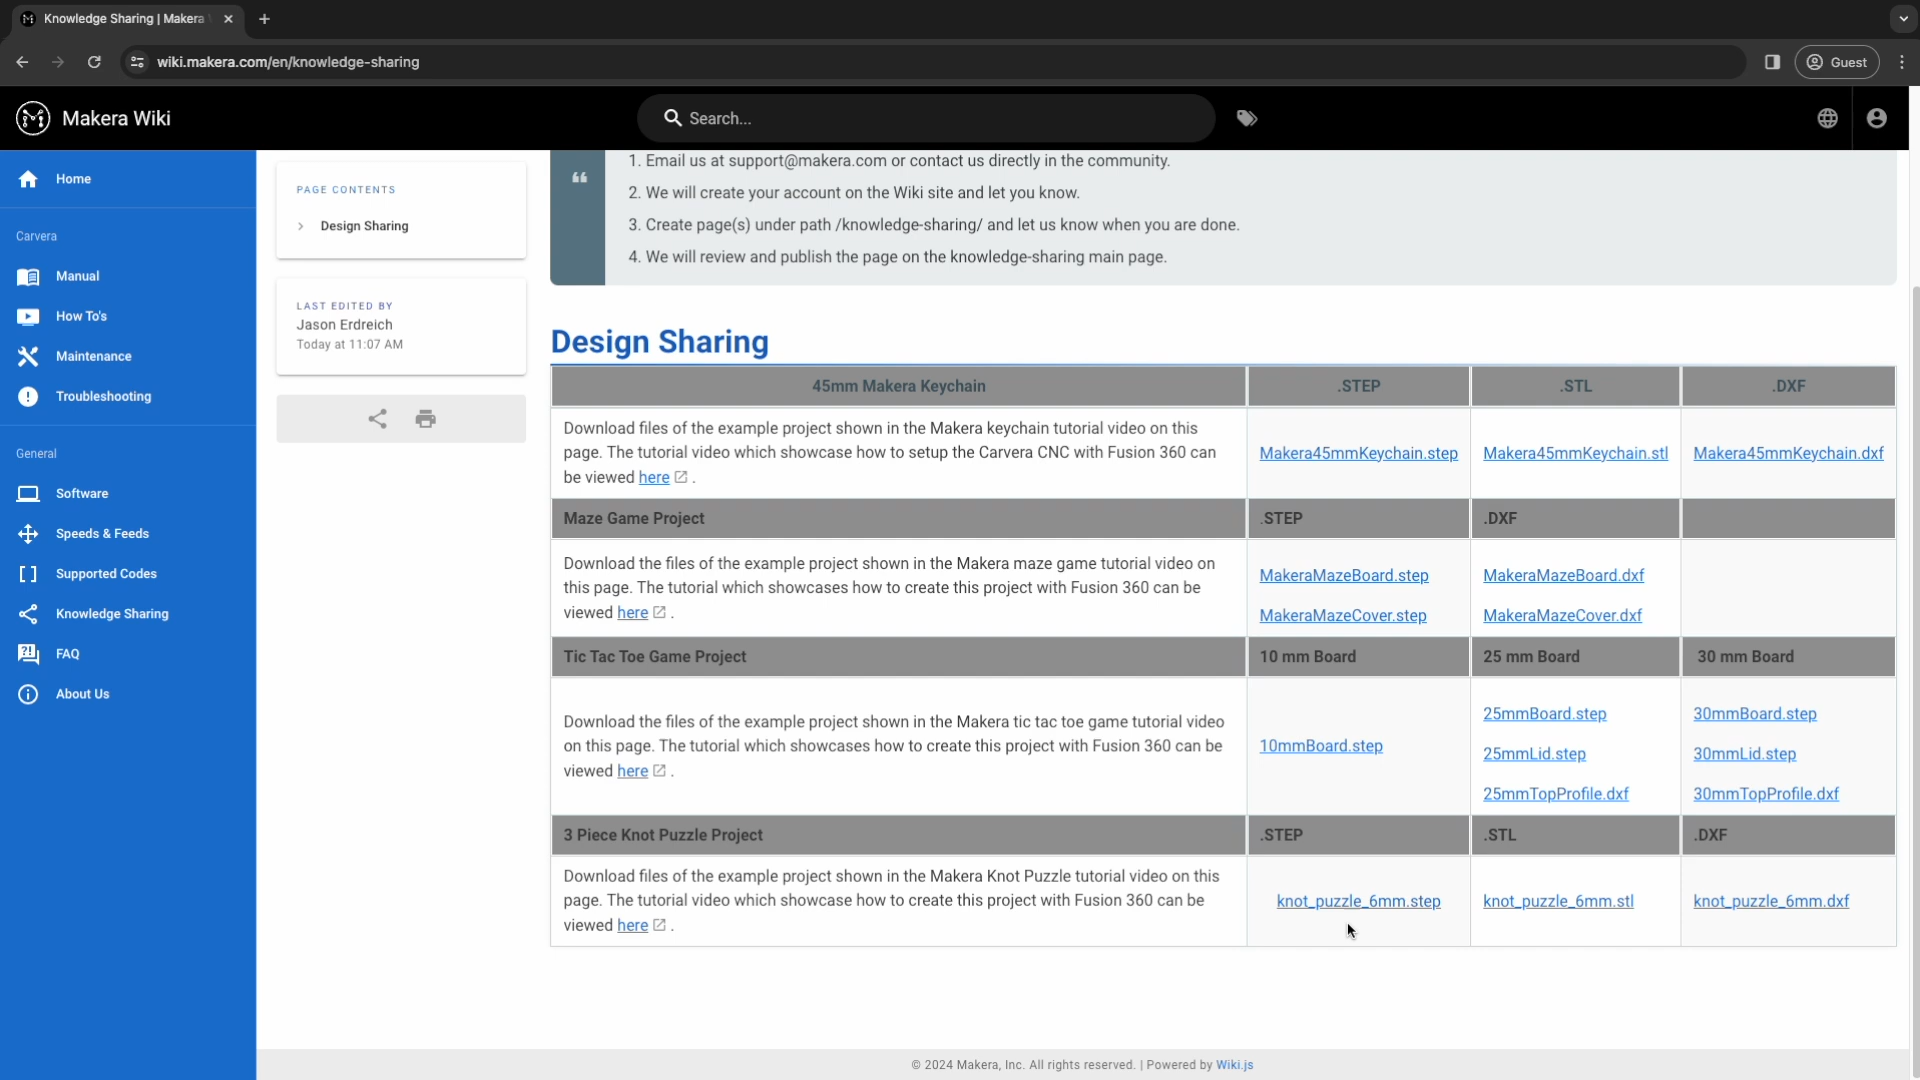 Knowledge Sharing | Makera
wiki.makera.com/en/knowledge-sharing
Guest
Makera Wiki
Search...
Home
Carvera
Manual
How To's
Maintenance
Troubleshooting
General
Software
Speeds & Feeds
Supported Codes
Knowledge Sharing
FAQ
About Us
PAGE CONTENTS
Design Sharing
LAST EDITED BY
Jason Erdreich
Today at 11:07 AM
1. Email us at support@makera.com or contact us directly in the community.
2. We will create your account on the Wiki site and let you know.
3. Create page(s) under path /knowledge-sharing/ and let us know when you are done.
4. We will review and publish the page on the knowledge-sharing main page.
Design Sharing
45mm Makera Keychain .STEP .STL .DXF
Download files of the example project shown in the Makera keychain tutorial video on this
page. The tutorial video which showcase how to setup the Carvera CNC with Fusion 360 can
be viewed here .
Makera45mmKeychain.step Makera45mmKeychain.stl Makera45mmKeychain.dxf
Maze Game Project .STEP .DXF
Download the files of the example project shown in the Makera maze game tutorial video on
this page. The tutorial which showcases how to create this project with Fusion 360 can be
viewed here .
MakeraMazeBoard.step MakeraMazeBoard.dxf
MakeraMazeCover.step MakeraMazeCover.dxf
Tic Tac Toe Game Project 10 mm Board 25 mm Board 30 mm Board
Download the files of the example project shown in the Makera tic tac toe game tutorial video
on this page. The tutorial which showcases how to create this project with Fusion 360 can be
viewed here .
10mmBoard.step
25mmBoard.step
25mmLid.step
25mmTopProfile.dxf
30mmBoard.step
30mmLid.step
30mmTopProfile.dxf
3 Piece Knot Puzzle Project .STEP .STL .DXF
Download files of the example project shown in the Makera Knot Puzzle tutorial video on this
page. The tutorial video which showcase how to create this project with Fusion 360 can be
viewed here .
knot_puzzle_6mm.step knot_puzzle_6mm.stl knot_puzzle_6mm.dxf
© 2024 Makera, Inc. All rights reserved. | Powered by Wiki.js